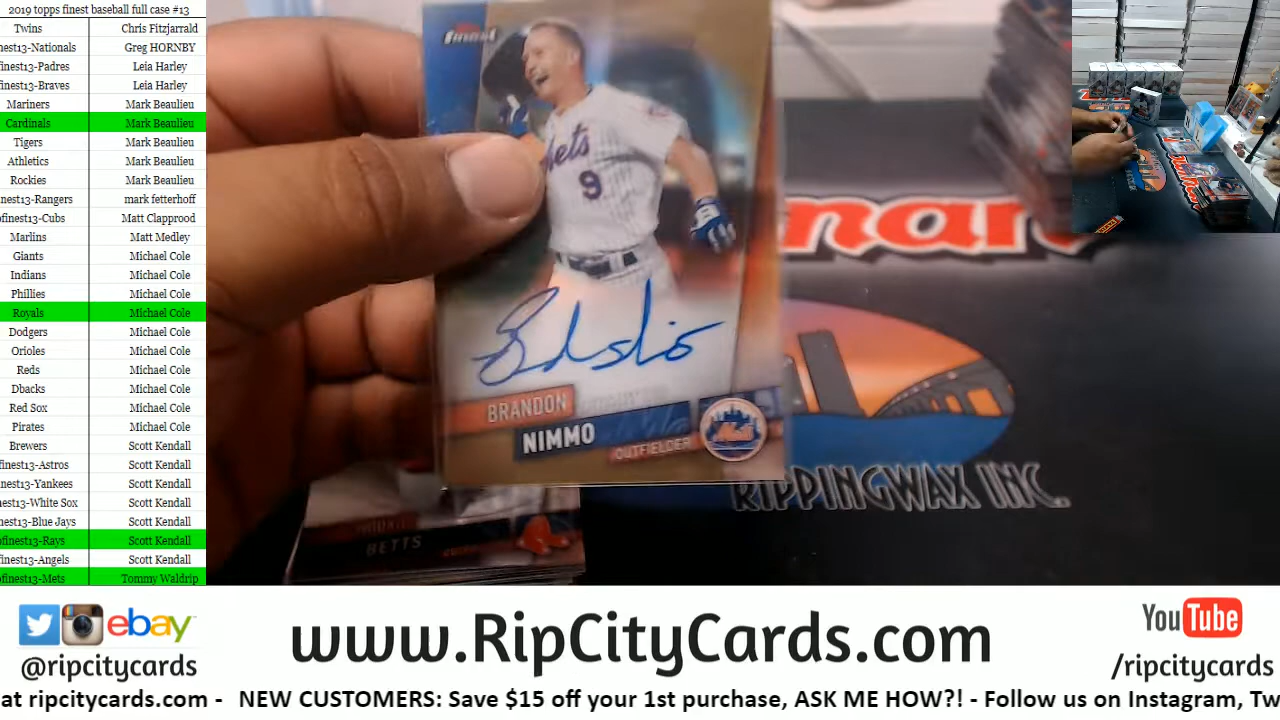 2019 topps finest baseball full case #13
Twins Chris Fitzjarrald
nest13-Nationals Greg HORNBY
finest13-Padres Leia Harley
finest13-Braves Leia Harley
Mariners Mark Beaulieu
Cardinals Mark Beaulieu
Tigers Mark Beaulieu
Athletics Mark Beaulieu
Rockies Mark Beaulieu
nest13-Rangers mark fetterhoff
finest13-Cubs Matt Clapprood
Marlins Matt Medley
Giants Michael Cole
Indians Michael Cole
Phillies Michael Cole
Royals Michael Cole
Dodgers Michael Cole
Orioles Michael Cole
Reds Michael Cole
Dbacks Michael Cole
Red Sox Michael Cole
Pirates Michael Cole
Brewers Scott Kendall
finest13-Astros Scott Kendall
nest13-Yankees Scott Kendall
nest13-White Sox Scott Kendall
nest13-Blue Jays Scott Kendall
finest13-Rays Scott Kendall
finest13-Angels Scott Kendall
finest13-Mets Tommy Waldrip
finest
Mets
9
BRANDON
NIMMO
OUTFIELDER
Mets
BETTS
RIPPINGWAX INC.
ebay
@ripcitycards
www.RipCityCards.com
YouTube
/ripcitycards
at ripcitycards.com - NEW CUSTOMERS: Save $15 off your 1st purchase, ASK ME HOW?! - Follow us on Instagram, Tw